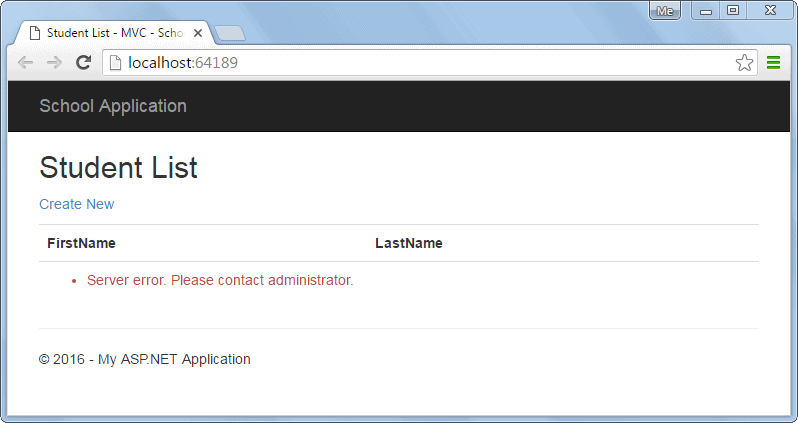 Me
Student List - MVC - Scho
localhost:64189
School Application
Student List
Create New
FirstName LastName
• Server error. Please contact administrator.
© 2016 - My ASP.NET Application